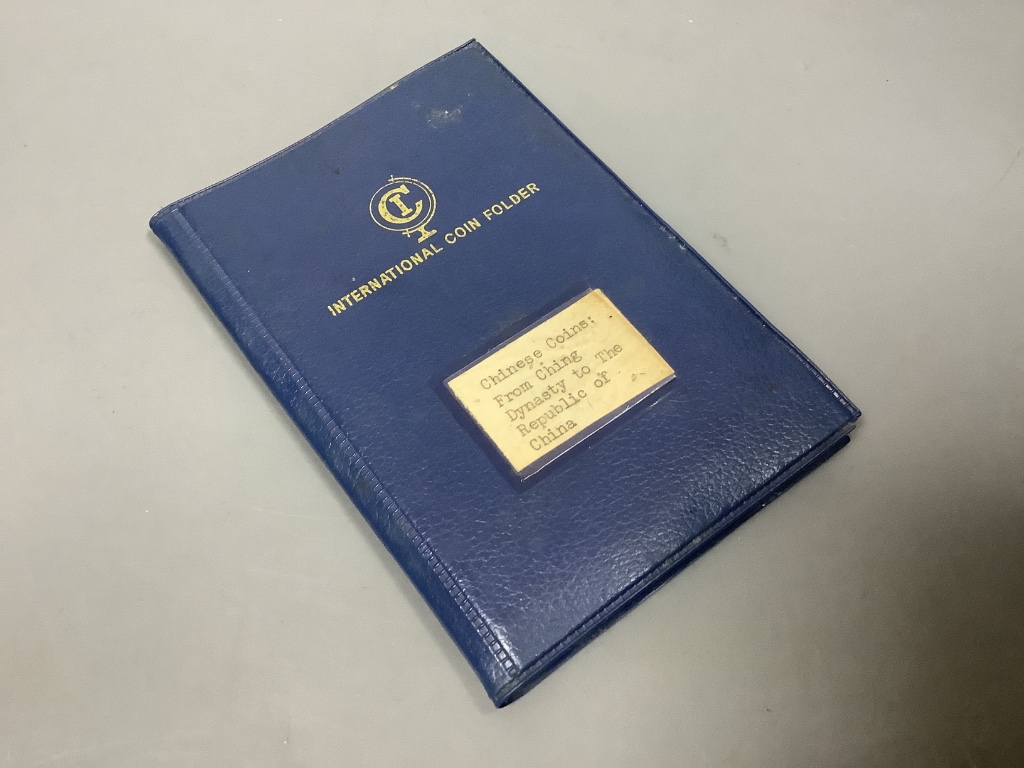 CI
INTERNATIONAL COIN FOLDER
Chinese Coins:
From Ching
Dynasty to The
Republic of
China